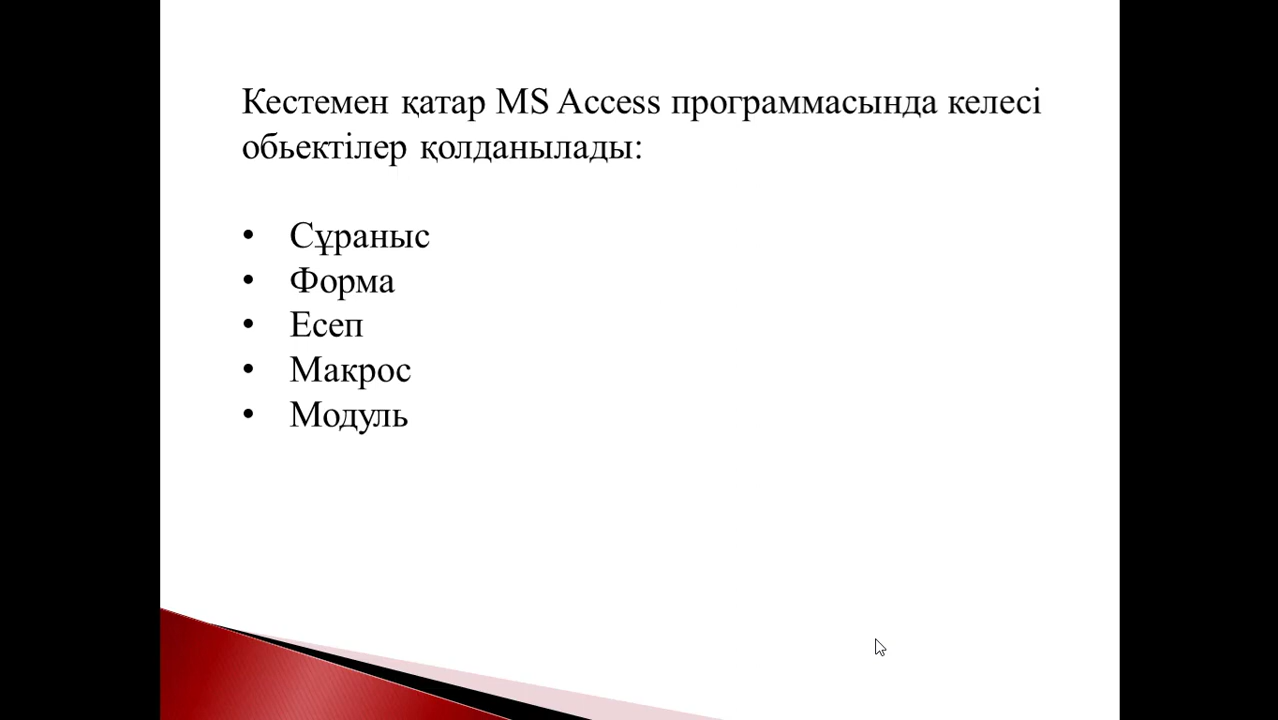 Кестемен қатар MS Access программасында келесі
обьектілер қолданылады:
• Сұраныс
• Форма
• Есеп
• Макрос
• Модуль